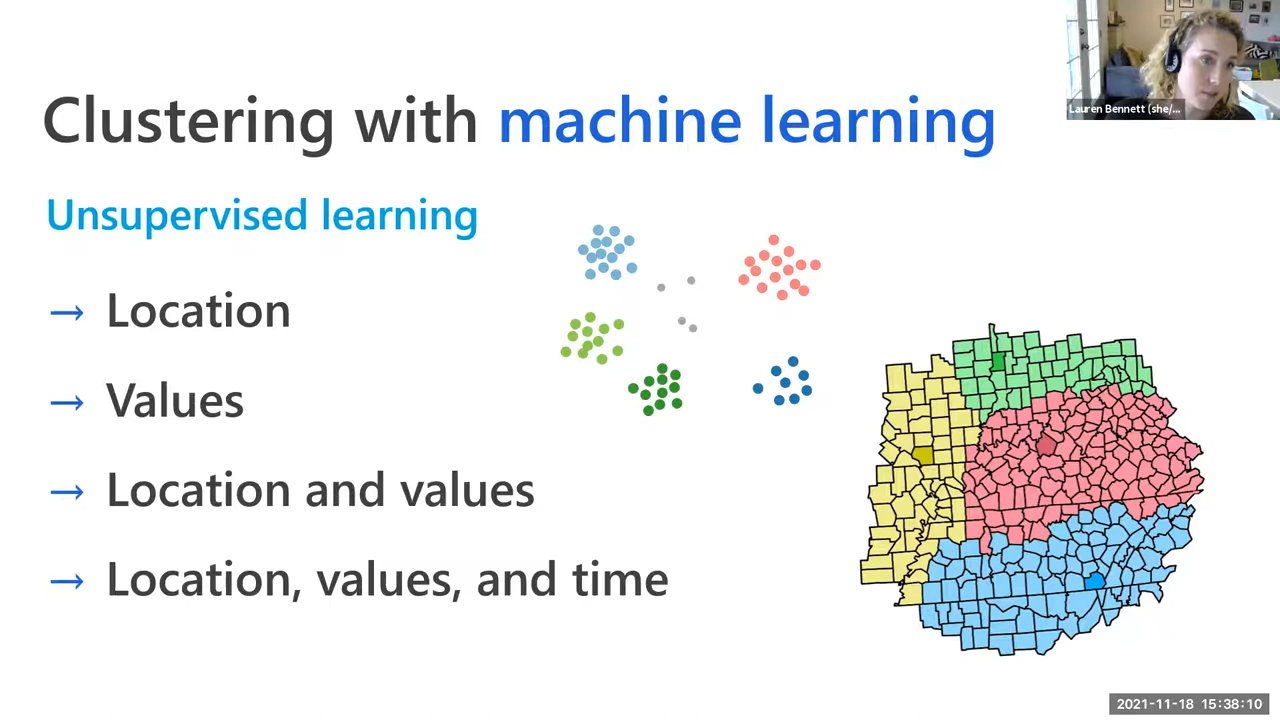 Clustering with machine learning
Lauren Bennett (she/...
Unsupervised learning
→ Location
→ Values
→ Location and values
→ Location, values, and time
2021-11-18 15:38:10